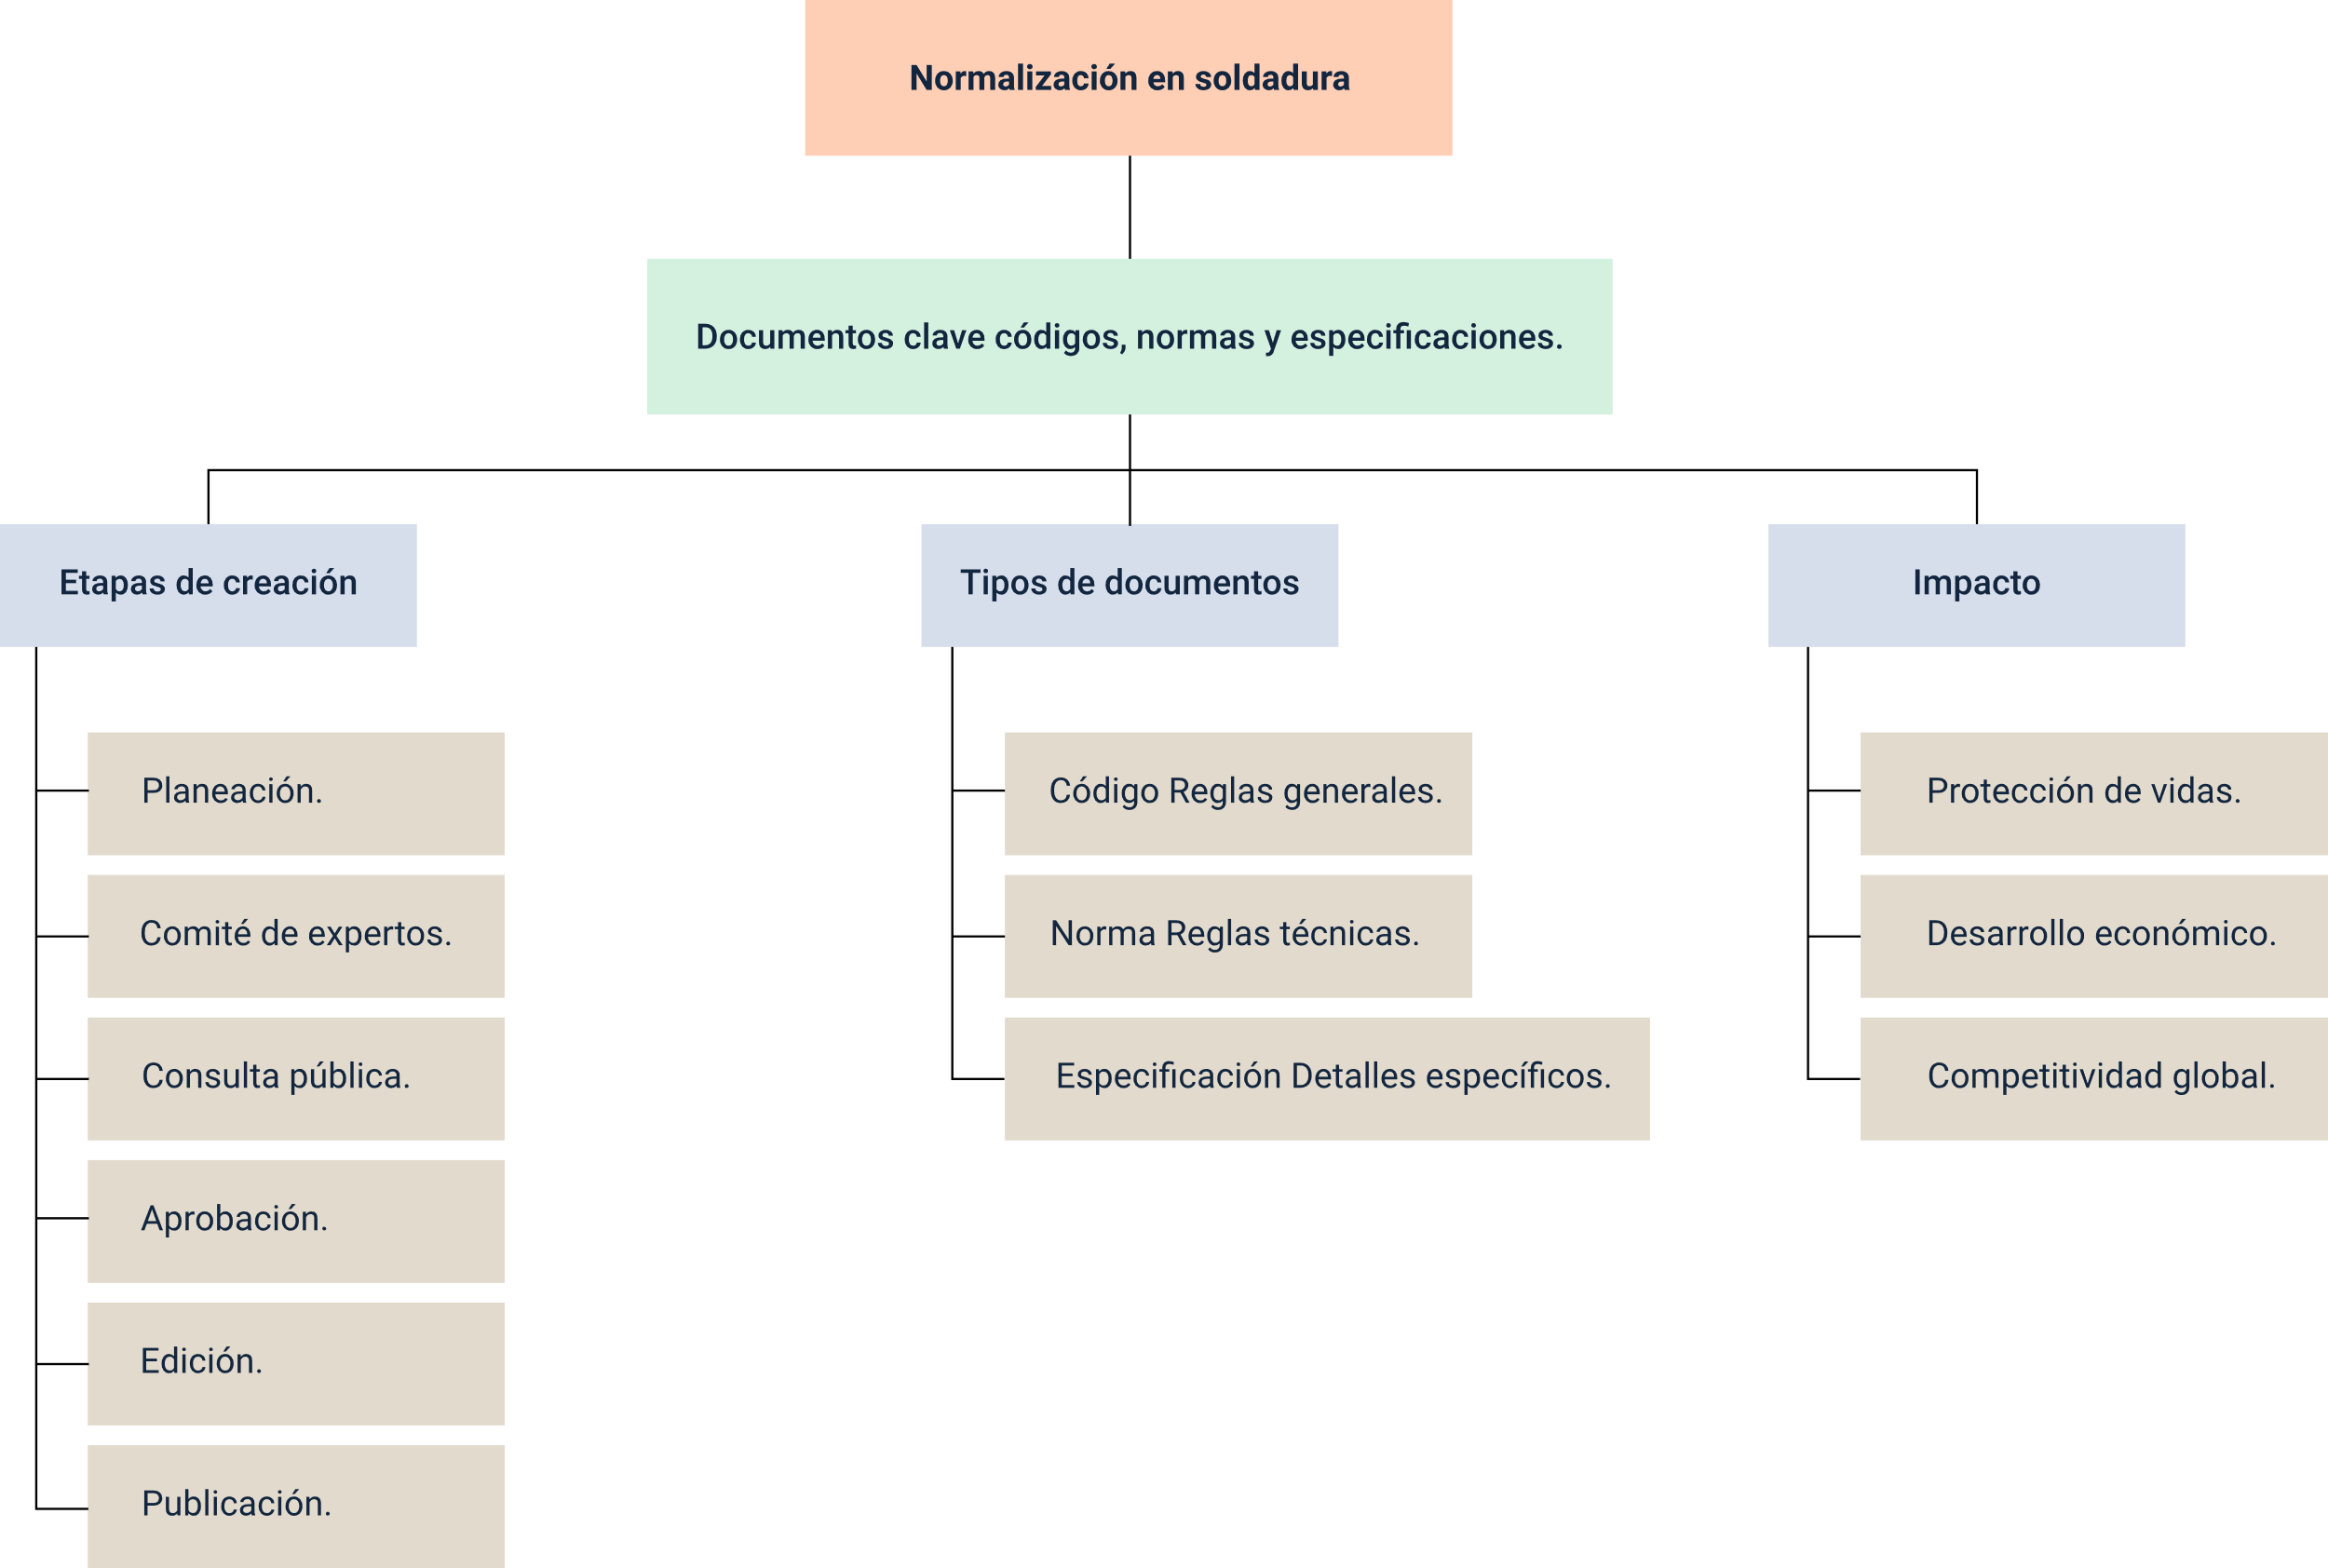 Normalización en soldadura
Documentos clave códigos, normas y especificaciones.
Etapas de creación
Planeación.
Comité de expertos.
Consulta pública.
Aprobación.
Edición.
Publicación.
Tipos de documentos
Código Reglas generales.
Norma Reglas técnicas.
Especificación Detalles específicos.
Impacto
Protección de vidas.
Desarrollo económico.
Competitividad global.